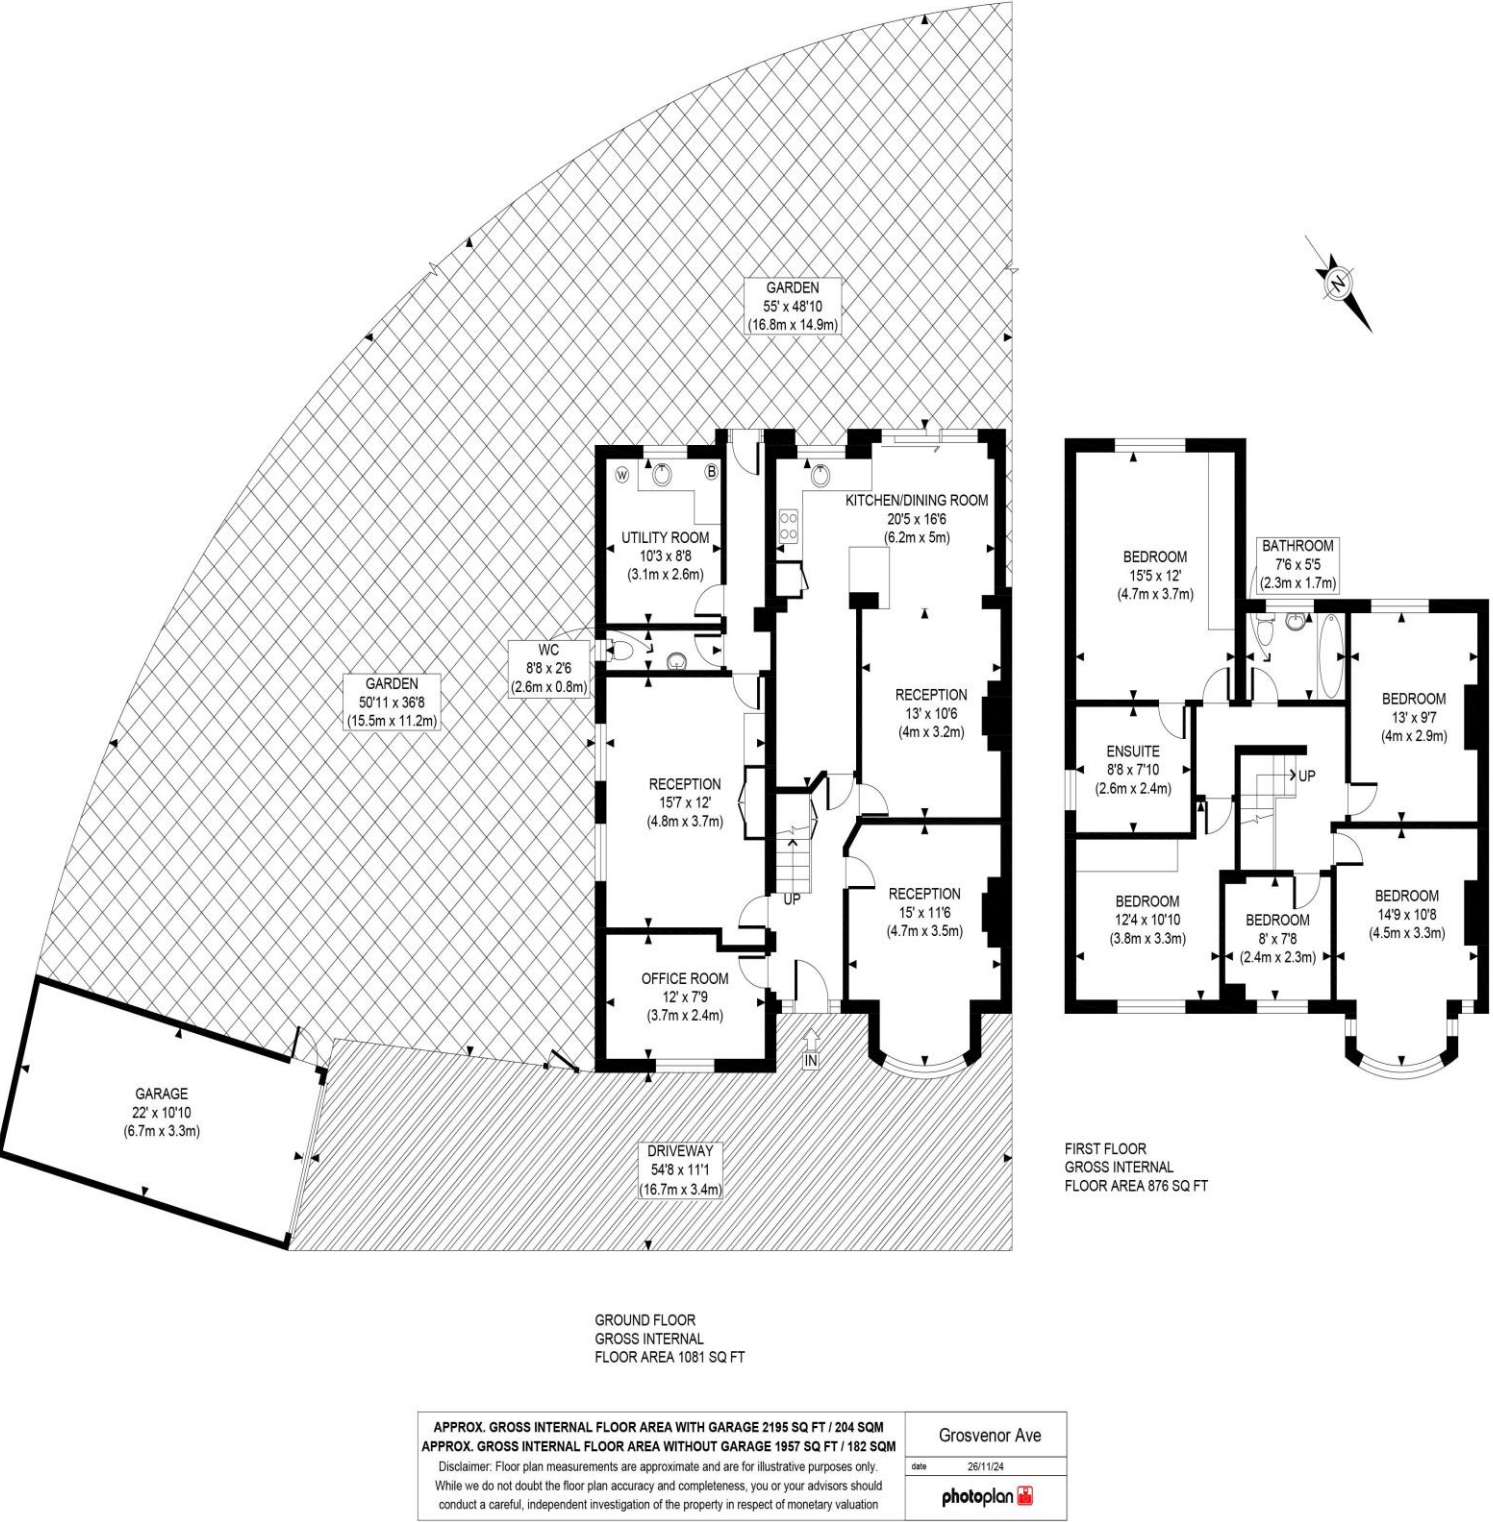 GARDEN
55' x 48'10
(16.8m x 14.9m)
N
W
B
KITCHEN/DINING ROOM
20'5 x 16'6
(6.2m x 5m)
UTILITY ROOM
10'3 x 8'8
(3.1m x 2.6m)
WC
8'8 x 2'6
(2.6m x 0.8m)
GARDEN
50'11 x 36'8
(15.5m x 11.2m)
RECEPTION
13' x 10'6
(4m x 3.2m)
RECEPTION
15'7 x 12'
(4.8m x 3.7m)
UP
RECEPTION
15' x 11'6
(4.7m x 3.5m)
OFFICE ROOM
12' x 7'9
(3.7m x 2.4m)
IN
GARAGE
22' x 10'10
(6.7m x 3.3m)
DRIVEWAY
54'8 x 11'1
(16.7m x 3.4m)
BEDROOM
15'5 x 12'
(4.7m x 3.7m)
BATHROOM
7'6 x 5'5
(2.3m x 1.7m)
BEDROOM
13' x 9'7
(4m x 2.9m)
ENSUITE
8'8 x 7'10
(2.6m x 2.4m)
UP
BEDROOM
12'4 x 10'10
(3.8m x 3.3m)
BEDROOM
8' x 7'8
(2.4m x 2.3m)
BEDROOM
14'9 x 10'8
(4.5m x 3.3m)
FIRST FLOOR
GROSS INTERNAL
FLOOR AREA 876 SQ FT
GROUND FLOOR
GROSS INTERNAL
FLOOR AREA 1081 SQ FT
APPROX. GROSS INTERNAL FLOOR AREA WITH GARAGE 2195 SQ FT / 204 SQM
APPROX. GROSS INTERNAL FLOOR AREA WITHOUT GARAGE 1957 SQ FT / 182 SQM
Disclaimer: Floor plan measurements are approximate and are for illustrative purposes only.
While we do not doubt the floor plan accuracy and completeness, you or your advisors should
conduct a careful, independent investigation of the property in respect of monetary valuation
Grosvenor Ave
date 26/11/24
photoplan